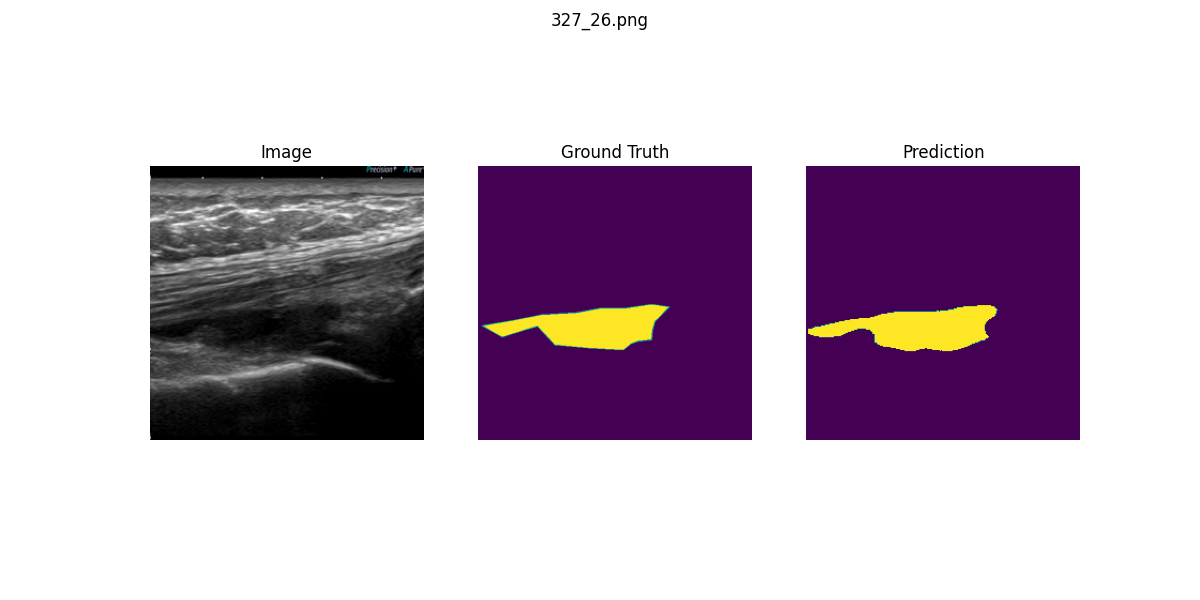 327_26.png
Image
Ground Truth
Prediction
Precision+ APure